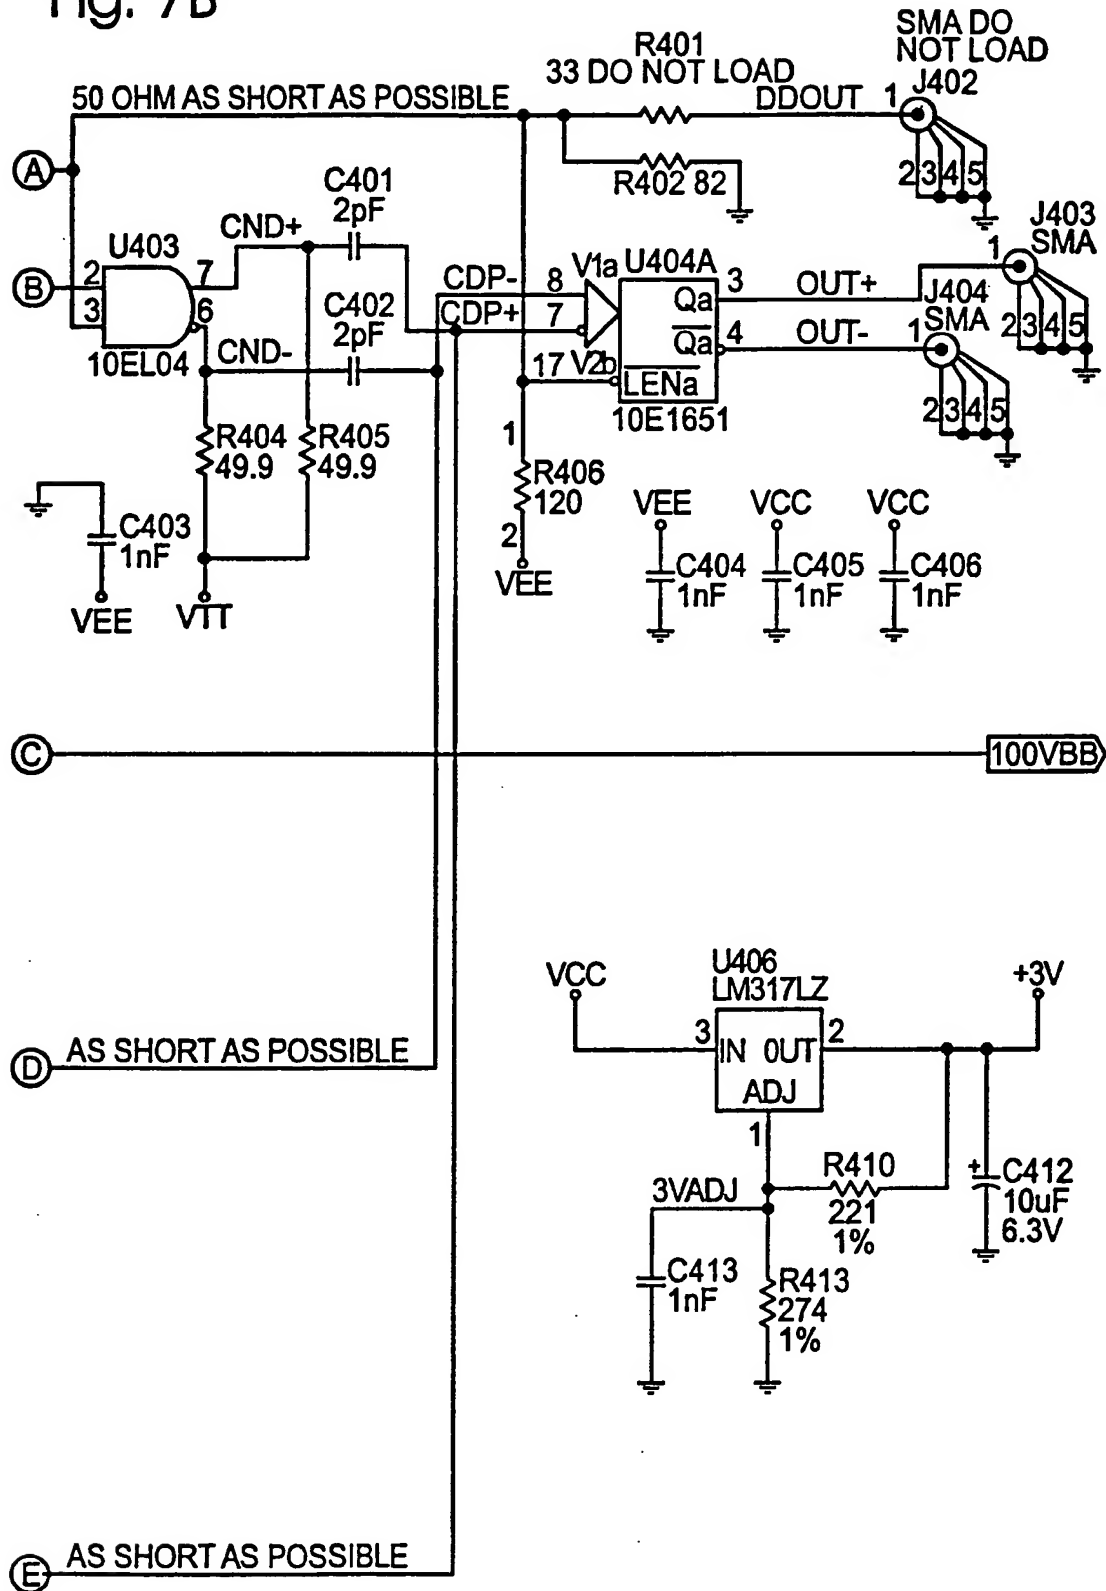 Fig. 7B
SMA DO
NOT LOAD
J402
R401
33 DO NOT LOAD
50 OHM AS SHORT AS POSSIBLE
DDOUT
1
2 3 4 5
A
R402 82
C401
2pF
CND+
U403
J403
SMA
1
2 3 4 5
B
2
3
7
6
10EL04
CDP-
8
V1a
U404A
3
Qa
OUT+
CDP+
7
C402
2pF
J404
SMA
1
2 3 4 5
4
Qa
OUT-
CND-
17
V2b
LENa
10E1651
R404
49.9
R405
49.9
1
R406
120
2
VEE
C403
1nF
VEE
VTT
VEE
C404
1nF
VCC
C405
1nF
VCC
C406
1nF
C
100VBB
VCC
U406
LM317LZ
+3V
3
IN 0UT
2
ADJ
1
D
AS SHORT AS POSSIBLE
R410
221
1%
+
C412
10uF
6.3V
3VADJ
C413
1nF
R413
274
1%
E
AS SHORT AS POSSIBLE